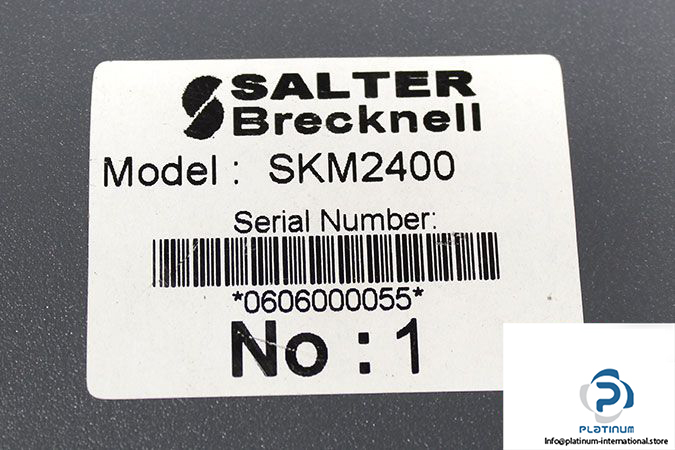 SALTER
Brecknell
Model : SKM2400
Serial Number:
*0606000055*
No : 1
PLATINUM
Info@platinum-international.store